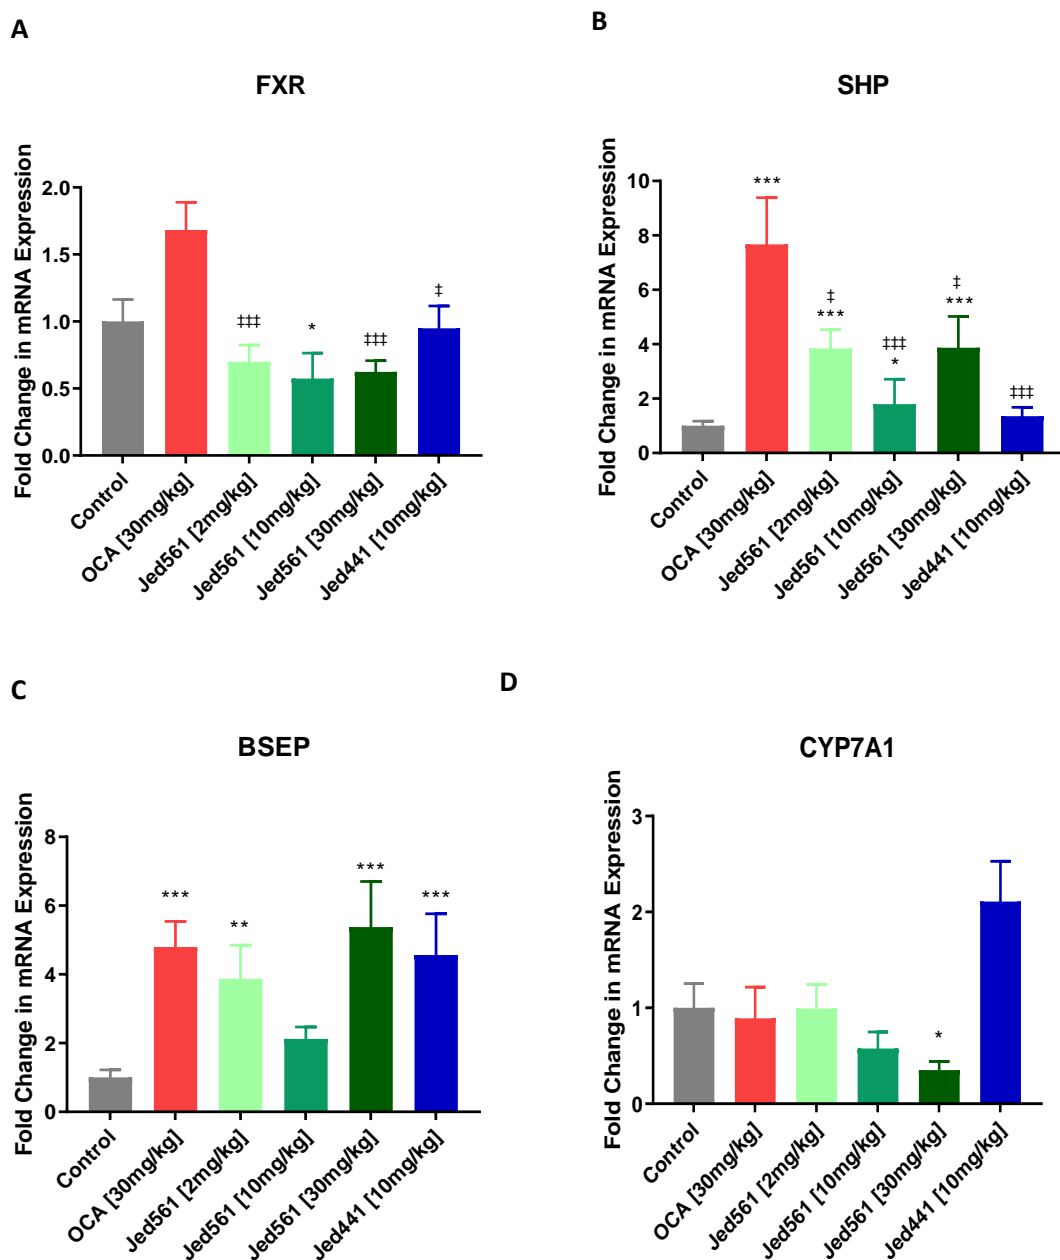 A
FXR
Fold Change in mRNA Expression
2.0
1.5
1.0
0.5
0.0
‡‡‡
*
‡‡‡
‡
Control
OCA [30mg/kg]
Jed561 [2mg/kg]
Jed561 [10mg/kg]
Jed561 [30mg/kg]
Jed441 [10mg/kg]
B
SHP
Fold Change in mRNA Expression
10
8
6
4
2
0
***
‡
***
‡‡‡
*
‡
***
‡‡‡
Control
OCA [30mg/kg]
Jed561 [2mg/kg]
Jed561 [10mg/kg]
Jed561 [30mg/kg]
Jed441 [10mg/kg]
C
BSEP
Fold Change in mRNA Expression
8
6
4
2
0
***
**
***
***
Control
OCA [30mg/kg]
Jed561 [2mg/kg]
Jed561 [10mg/kg]
Jed561 [30mg/kg]
Jed441 [10mg/kg]
D
CYP7A1
Fold Change in mRNA Expression
3
2
1
0
*
Control
OCA [30mg/kg]
Jed561 [2mg/kg]
Jed561 [10mg/kg]
Jed561 [30mg/kg]
Jed441 [10mg/kg]